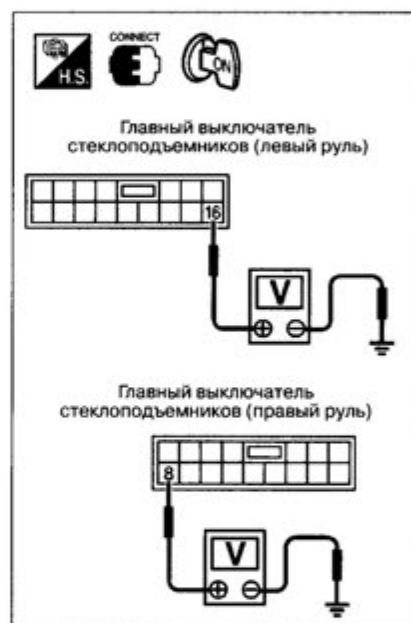 CONNECT
H.S.
ON
Главный выключатель
стеклоподъемников (левый руль)
16
V
Главный выключатель
стеклоподъемников (правый руль)
8
V